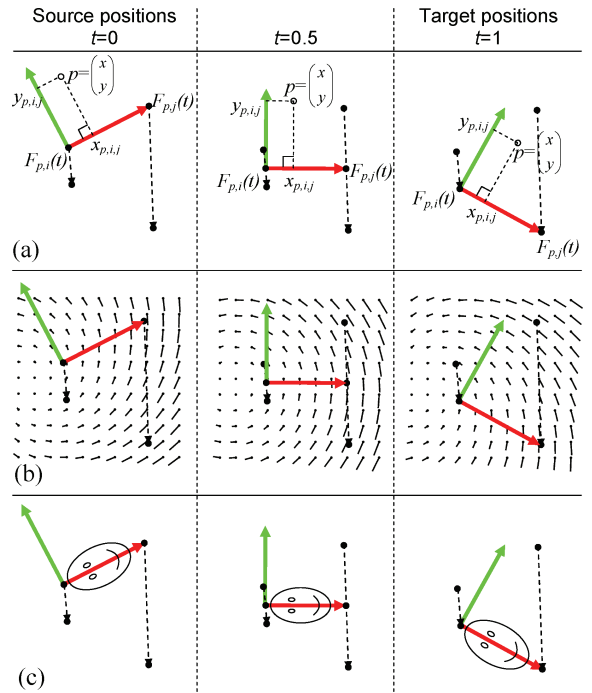 Source positions
t=0
t=0.5
Target positions
t=1
y_{p,i,j}
p=(x y)
F_{p,j}(t)
F_{p,i}(t)
x_{p,i,j}
y_{p,i,j}
p=(x y)
F_{p,i}(t)
x_{p,i,j}
F_{p,j}(t)
y_{p,i,j}
p=(x y)
F_{p,i}(t)
x_{p,i,j}
F_{p,j}(t)
(a)
(b)
(c)